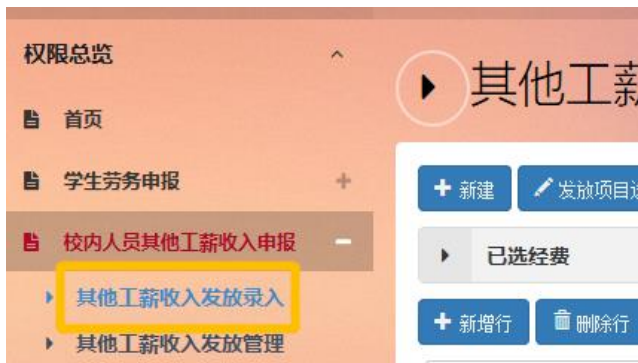 权限总览
首页
学生劳务申报
校内人员其他工薪收入申报
其他工薪收入发放录入
其他工薪收入发放管理
其他工薪
新建
发放项目选
已选经费
新增行
删除行